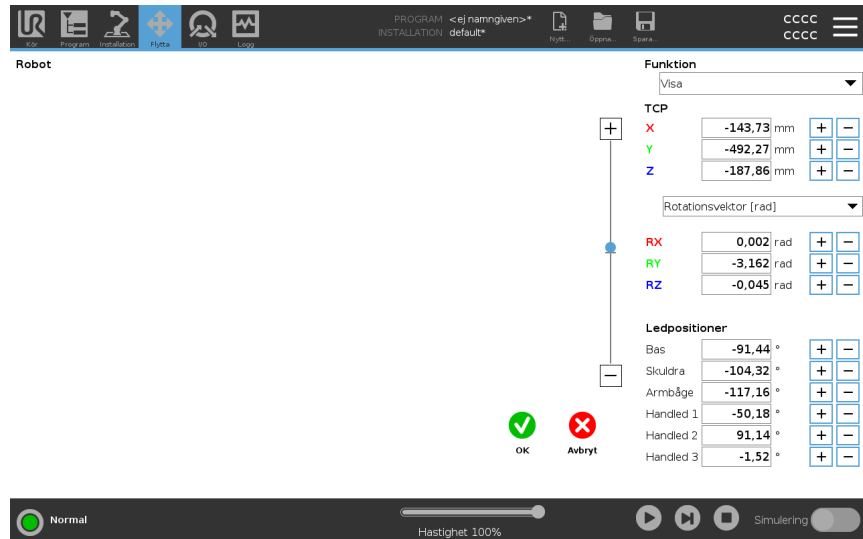 PROGRAM <ej namngiven>*
INSTALLATION default*
Kör Program Installation Flytta I/O Logg Nytt... Öppna... Spara...
CCCC
CCCC
Robot
Funktion
Visa
TCP
X -143,73 mm
Y -492,27 mm
Z -187,86 mm
Rotationsvektor [rad]
RX 0,002 rad
RY -3,162 rad
RZ -0,045 rad
Ledpositioner
Bas -91,44 °
Skuldra -104,32 °
Armbåge -117,16 °
Handled 1 -50,18 °
Handled 2 91,14 °
Handled 3 -1,52 °
OK Avbryt
Normal
Hastighet 100%
Simulering